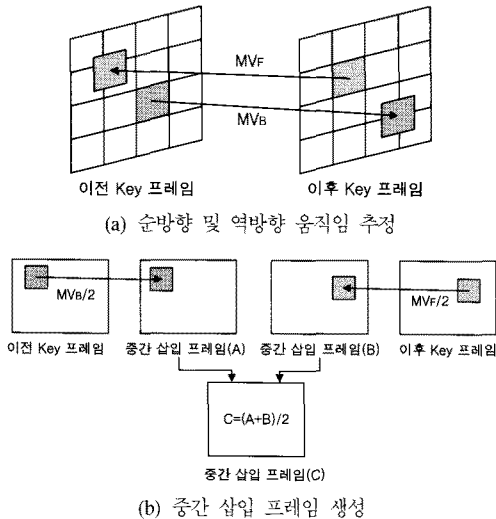 MVF
MVB
이전 Key 프레임
이후 Key 프레임
(a) 순방향 및 역방향 움직임 추정
MVB/2
MVF/2
이전 Key 프레임
중간 삽입 프레임(A)
중간 삽입 프레임(B)
이후 Key 프레임
C=(A+B)/2
중간 삽입 프레임(C)
(b) 중간 삽입 프레임 생성